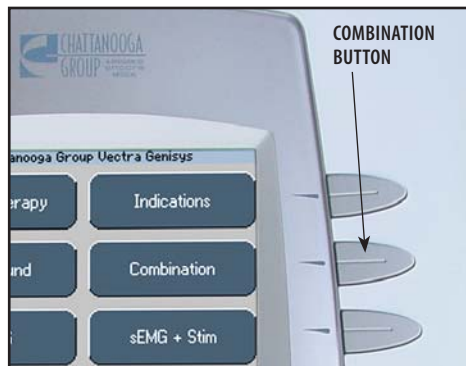 COMBINATION
BUTTON
CHATTANOOGA
GROUP
anooga Group Vectra Genisys
erapy
Indications
und
Combination
sEMG + Stim